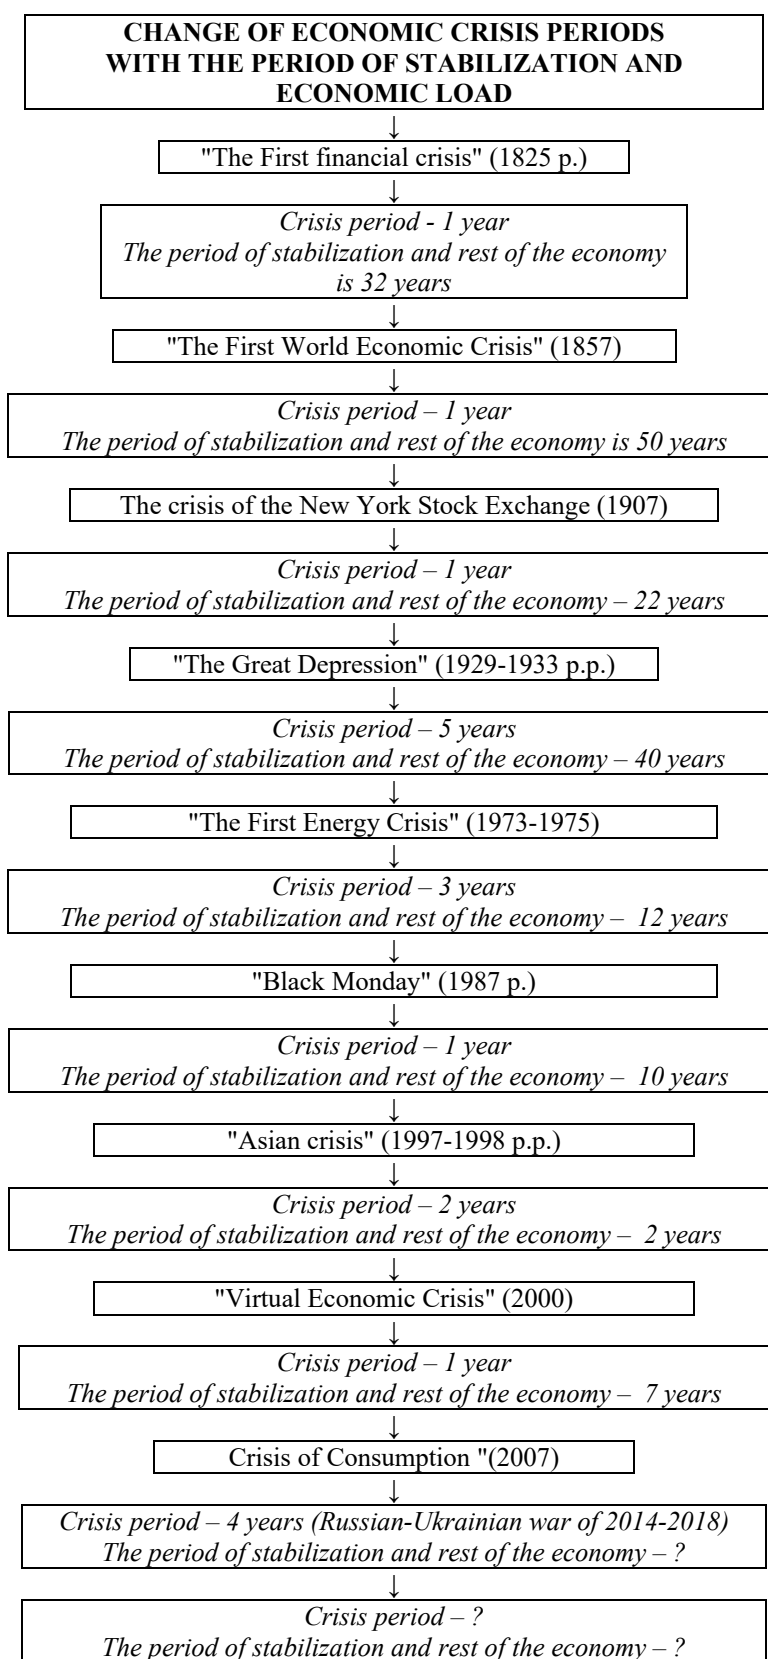 CHANGE OF ECONOMIC CRISIS PERIODS
WITH THE PERIOD OF STABILIZATION AND
ECONOMIC LOAD
↓
"The First financial crisis" (1825 p.)
↓
Crisis period - 1 year
The period of stabilization and rest of the economy
is 32 years
↓
"The First World Economic Crisis" (1857)
↓
Crisis period – 1 year
The period of stabilization and rest of the economy is 50 years
↓
The crisis of the New York Stock Exchange (1907)
↓
Crisis period – 1 year
The period of stabilization and rest of the economy – 22 years
↓
"The Great Depression" (1929-1933 p.p.)
↓
Crisis period – 5 years
The period of stabilization and rest of the economy – 40 years
↓
"The First Energy Crisis" (1973-1975)
↓
Crisis period – 3 years
The period of stabilization and rest of the economy –  12 years
↓
"Black Monday" (1987 p.)
↓
Crisis period – 1 year
The period of stabilization and rest of the economy –  10 years
↓
"Asian crisis" (1997-1998 p.p.)
↓
Crisis period – 2 years
The period of stabilization and rest of the economy –  2 years
↓
"Virtual Economic Crisis" (2000)
↓
Crisis period – 1 year
The period of stabilization and rest of the economy –  7 years
↓
Crisis of Consumption "(2007)
↓
Crisis period – 4 years (Russian-Ukrainian war of 2014-2018)
The period of stabilization and rest of the economy – ?
↓
Crisis period – ?
The period of stabilization and rest of the economy – ?